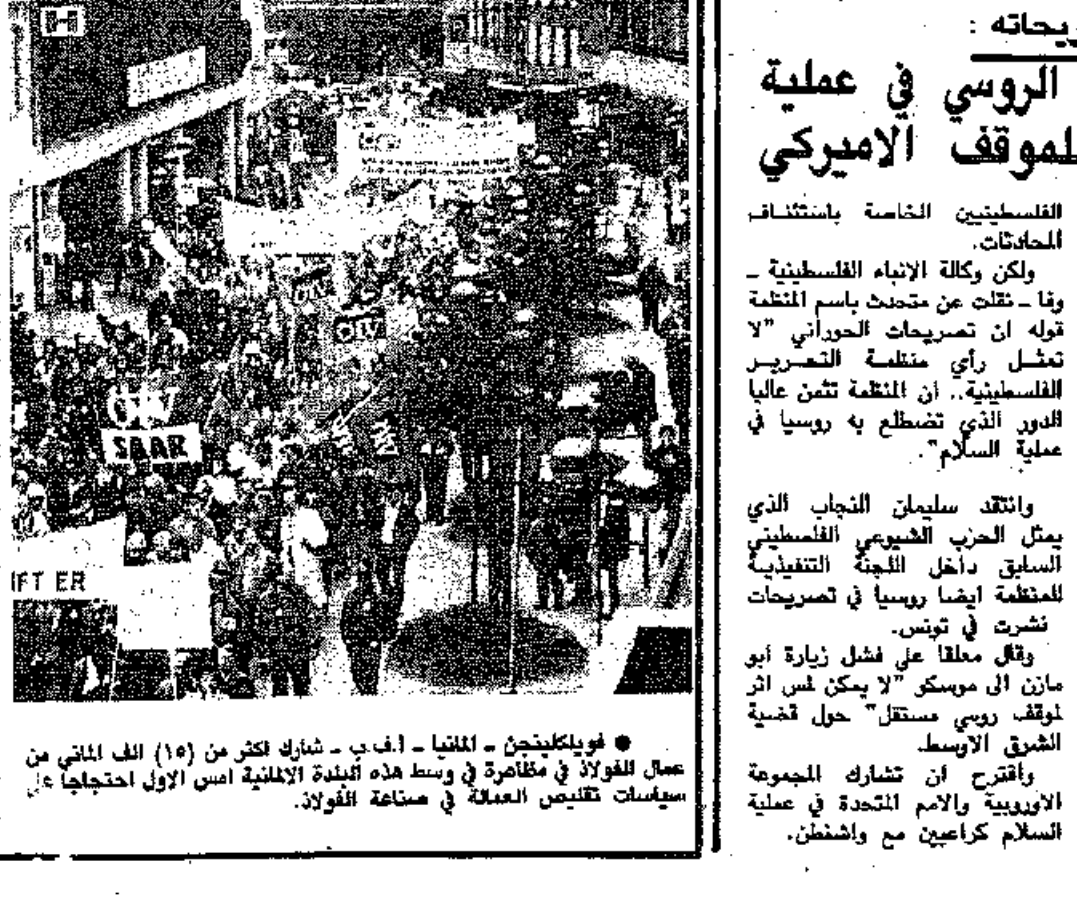 ريحاته :
الروسي في عملية
لموقف الاميركي
الفلسطينيين الخاصة باستئناف
المحادثات.
ولكن وكالة الإنباء الفلسطينية ـ
وفا ـ نقلت عن متحدث باسم المنظمة
قوله ان تصريحات الحوراني "لا
تمثل رأي منظمة التحرير
الفلسطينية.. ان المنظمة تثمن عاليا
الدور الذي تضطلع به روسيا في
عملية السلام".
وانتقد سليمان النجاب الذي
يمثل الحزب الشيوعي الفلسطيني
السابق داخل اللجنة التنفيذية
للمنظمة ايضا روسيا في تصريحات
نشرت في تونس.
وقال معلقا على فشل زيارة ابو
مازن الى موسكو "لا يمكن لمس اثر
لموقف روسي مستقل" حول قضية
الشرق الاوسط.
واقترح ان تشارك المجموعة
الاوروبية والامم المتحدة في عملية
السلام كراعيين مع واشنطن.
ÖTV
SAAR
IFT ER
● فويلكلينجن ـ المانيا ـ أ.ف.ب ـ شارك اكثر من (١٥) الف الماني من
عمال الفولاذ في مظاهرة في وسط هذه البلدة الالمانية امس الاول احتجاجا على
سياسات تقليص العمالة في صناعة الفولاذ.